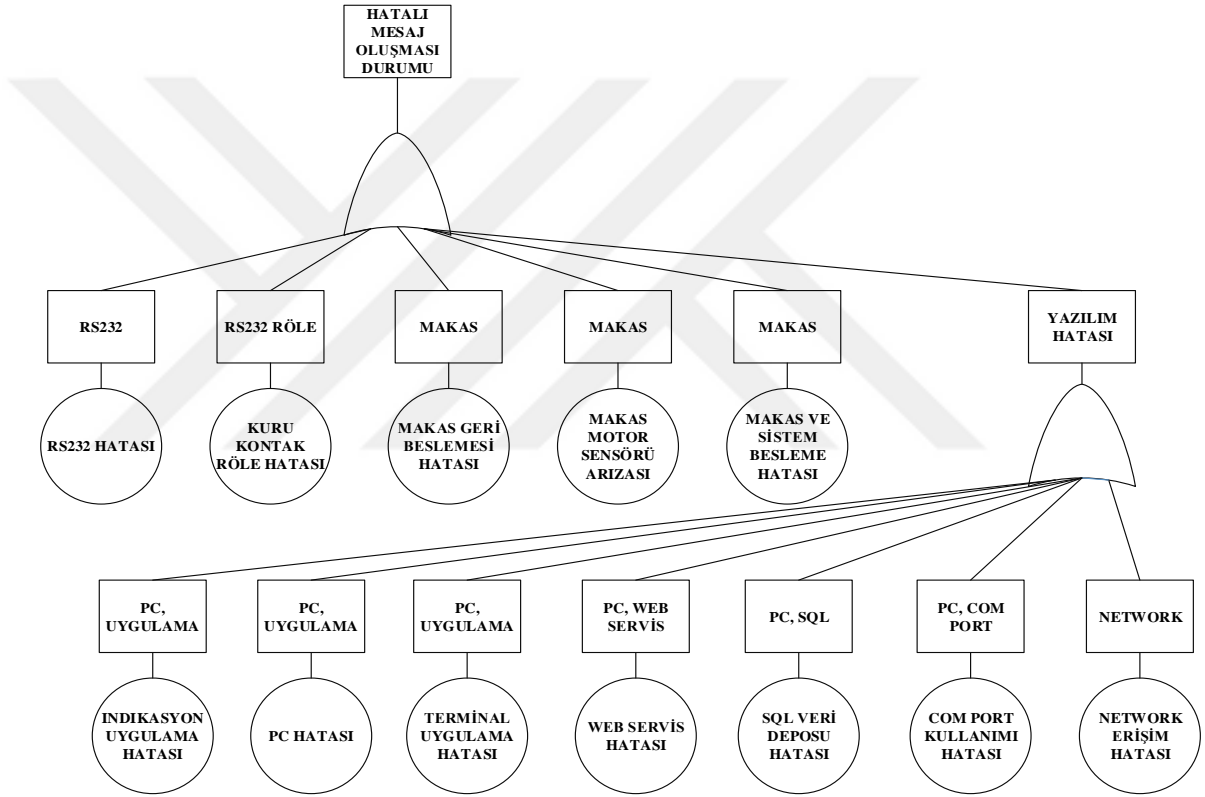 HATALI
MESAJ
OLUŞMASI
DURUMU
RS232
RS232 RÖLE
MAKAS
MAKAS
MAKAS
YAZILIM
HATASI
RS232 HATASI
KURU
KONTAK
RÖLE HATASI
MAKAS GERİ
BESLEMESİ
HATASI
MAKAS
MOTOR
SENSÖRÜ
ARIZASI
MAKAS VE
SİSTEM
BESLEME
HATASI
PC,
UYGULAMA
PC,
UYGULAMA
PC,
UYGULAMA
PC, WEB
SERVİS
PC, SQL
PC, COM
PORT
NETWORK
INDIKASYON
UYGULAMA
HATASI
PC HATASI
TERMİNAL
UYGULAMA
HATASI
WEB SERVİS
HATASI
SQL VERİ
DEPOSU
HATASI
COM PORT
KULLANIMI
HATASI
NETWORK
ERİŞİM
HATASI